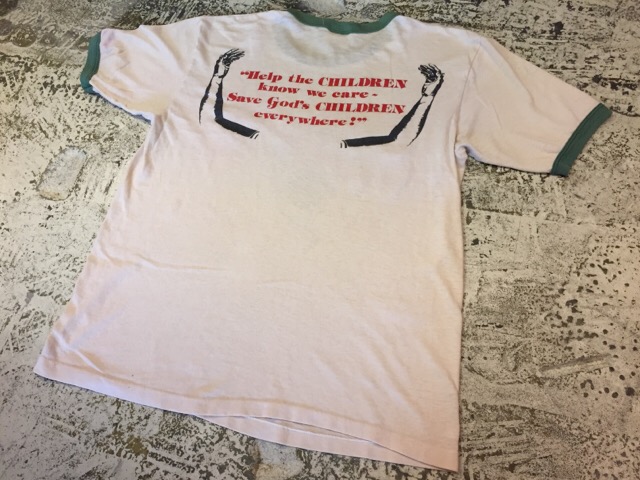 "Help the CHILDREN
know we care -
Save God's CHILDREN
everywhere!"